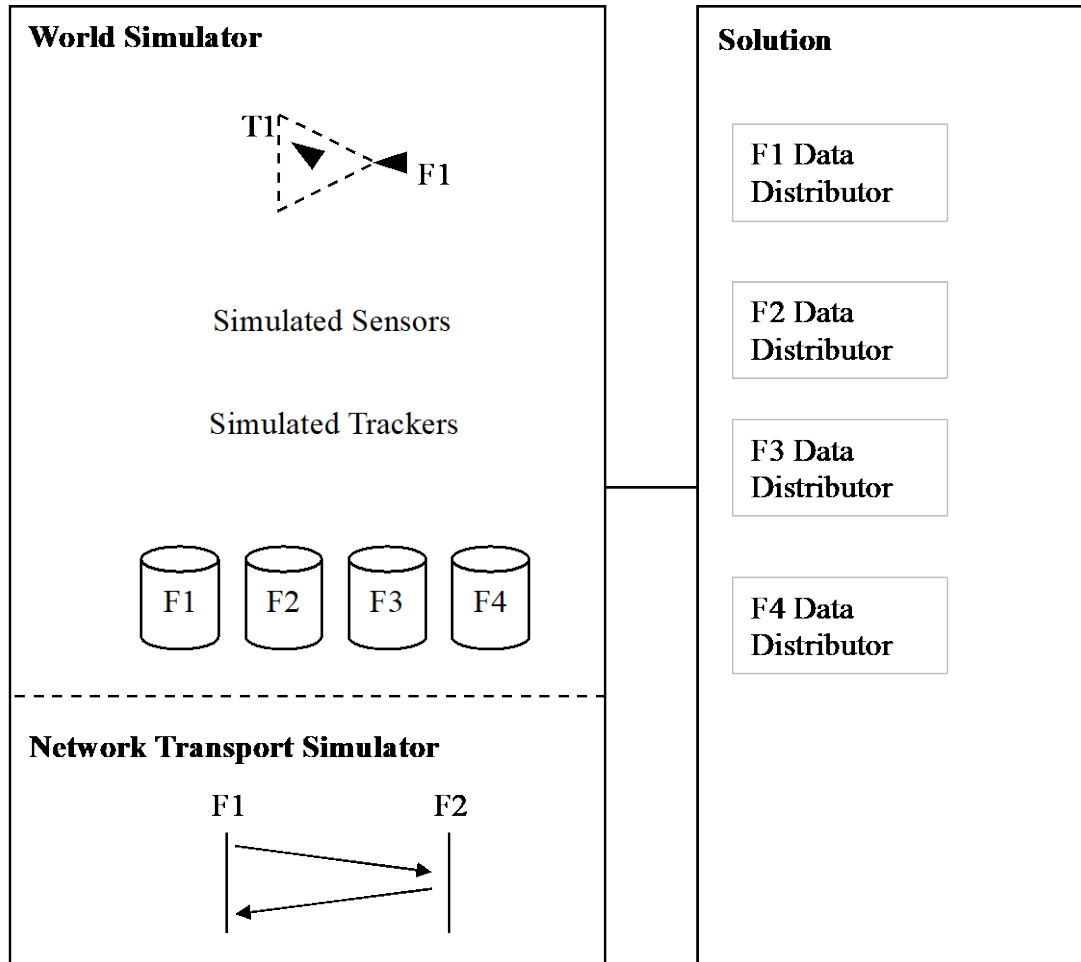 World Simulator
T1
F1
Simulated Sensors
Simulated Trackers
F1 F2 F3 F4
Network Transport Simulator
F1 F2
Solution
F1 Data
Distributor
F2 Data
Distributor
F3 Data
Distributor
F4 Data
Distributor